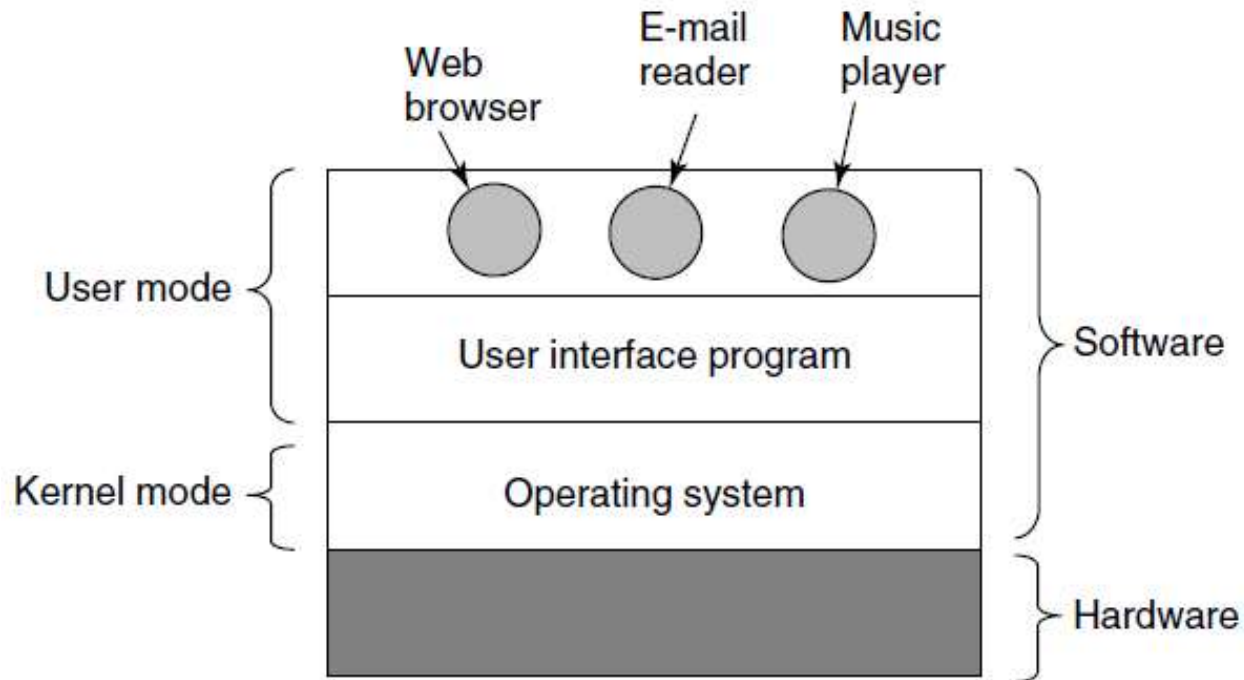 Web
browser
E-mail
reader
Music
player
User mode
User interface program
Software
Kernel mode
Operating system
Hardware